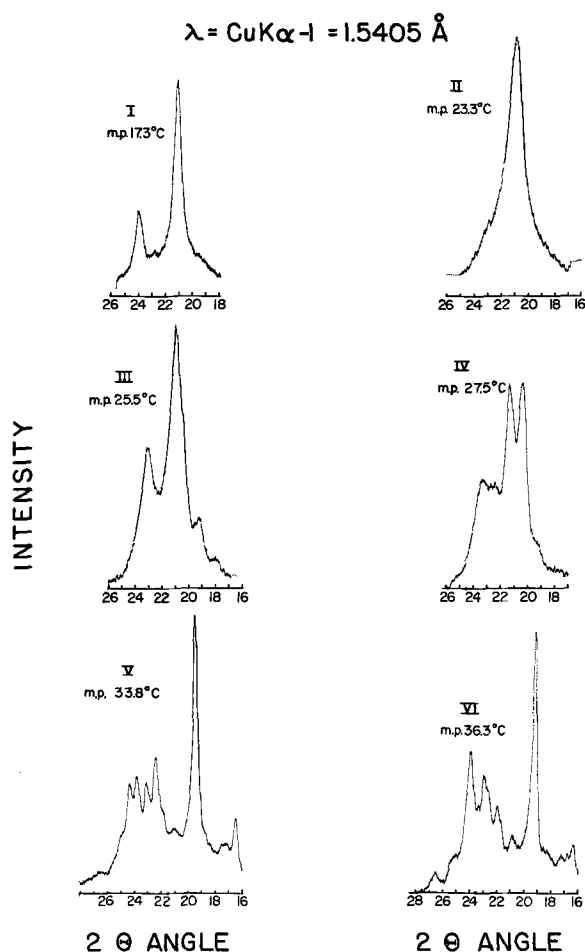 λ = CuKα-1 = 1.5405 Å
I
m.p. 17.3°C
26 24 22 20 18
II
m.p. 23.3°C
26 24 22 20 18 16
III
m.p. 25.5°C
26 24 22 20 18 16
IV
m.p. 27.5°C
26 24 22 20 18
INTENSITY
V
m.p. 33.8°C
28 26 24 22 20 18 16
VI
m.p. 36.3°C
28 26 24 22 20 18 16
2 Θ ANGLE
2 Θ ANGLE